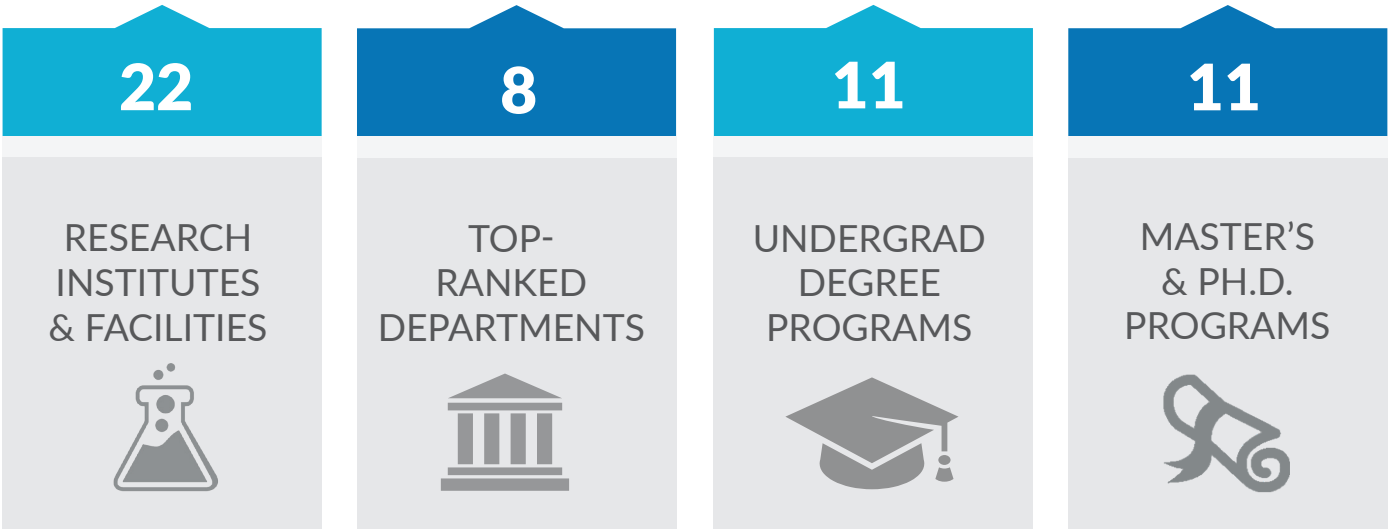 22
RESEARCH
INSTITUTES
& FACILITIES
8
TOP-
RANKED
DEPARTMENTS
11
UNDERGRAD
DEGREE
PROGRAMS
11
MASTER’S
& PH.D.
PROGRAMS